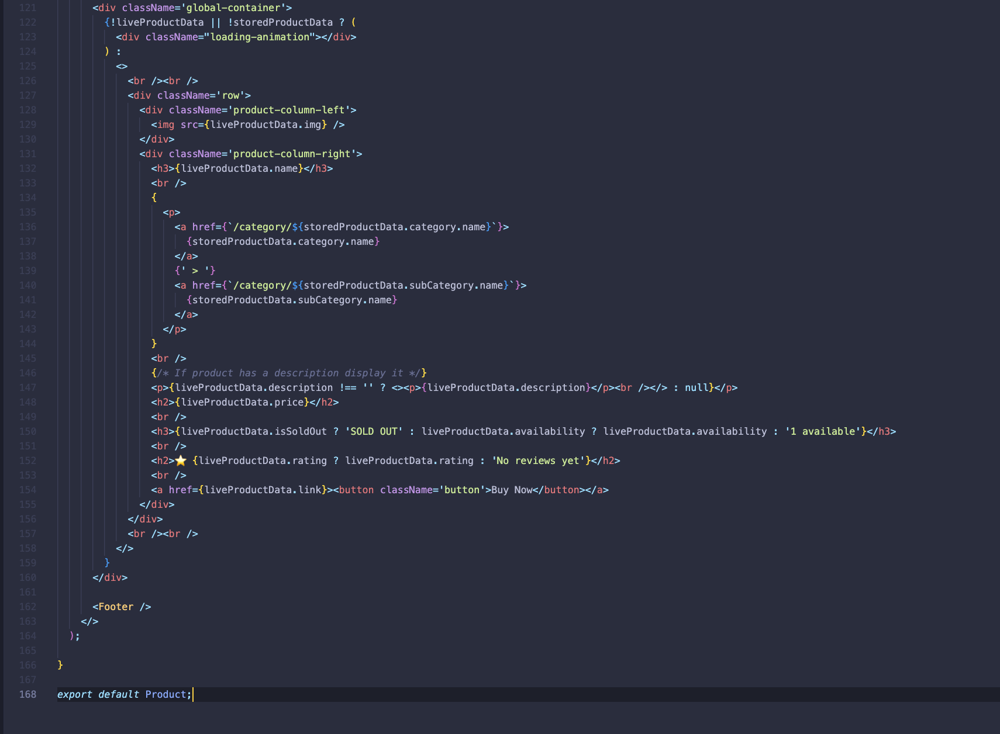 121 <div className='global-container'>
122 {!liveProductData || !storedProductData ? (
123 <div className="loading-animation"></div>
124 ) :
125 <>
126 <br /><br />
127 <div className='row'>
128 <div className='product-column-left'>
129 <img src={liveProductData.img} />
130 </div>
131 <div className='product-column-right'>
132 <h3>{liveProductData.name}</h3>
133 <br />
134 {
135 <p>
136 <a href={`/category/${storedProductData.category.name}`}>
137 {storedProductData.category.name}
138 </a>
139 {' > '}
140 <a href={`/category/${storedProductData.subCategory.name}`}>
141 {storedProductData.subCategory.name}
142 </a>
143 </p>
144 }
145 <br />
146 {/* If product has a description display it */}
147 <p>{liveProductData.description !== '' ? <><p>{liveProductData.description}</p><br /></> : null}</p>
148 <h2>{liveProductData.price}</h2>
149 <br />
150 <h3>{liveProductData.isSoldOut ? 'SOLD OUT' : liveProductData.availability ? liveProductData.availability : '1 available'}</h3>
151 <br />
152 <h2>⭐ {liveProductData.rating ? liveProductData.rating : 'No reviews yet'}</h2>
153 <br />
154 <a href={liveProductData.link}><button className='button'>Buy Now</button></a>
155 </div>
156 </div>
157 <br /><br />
158 </>
159 }
160 </div>
161
162 <Footer />
163 </>
164 );
165
166 }
167
168 export default Product;